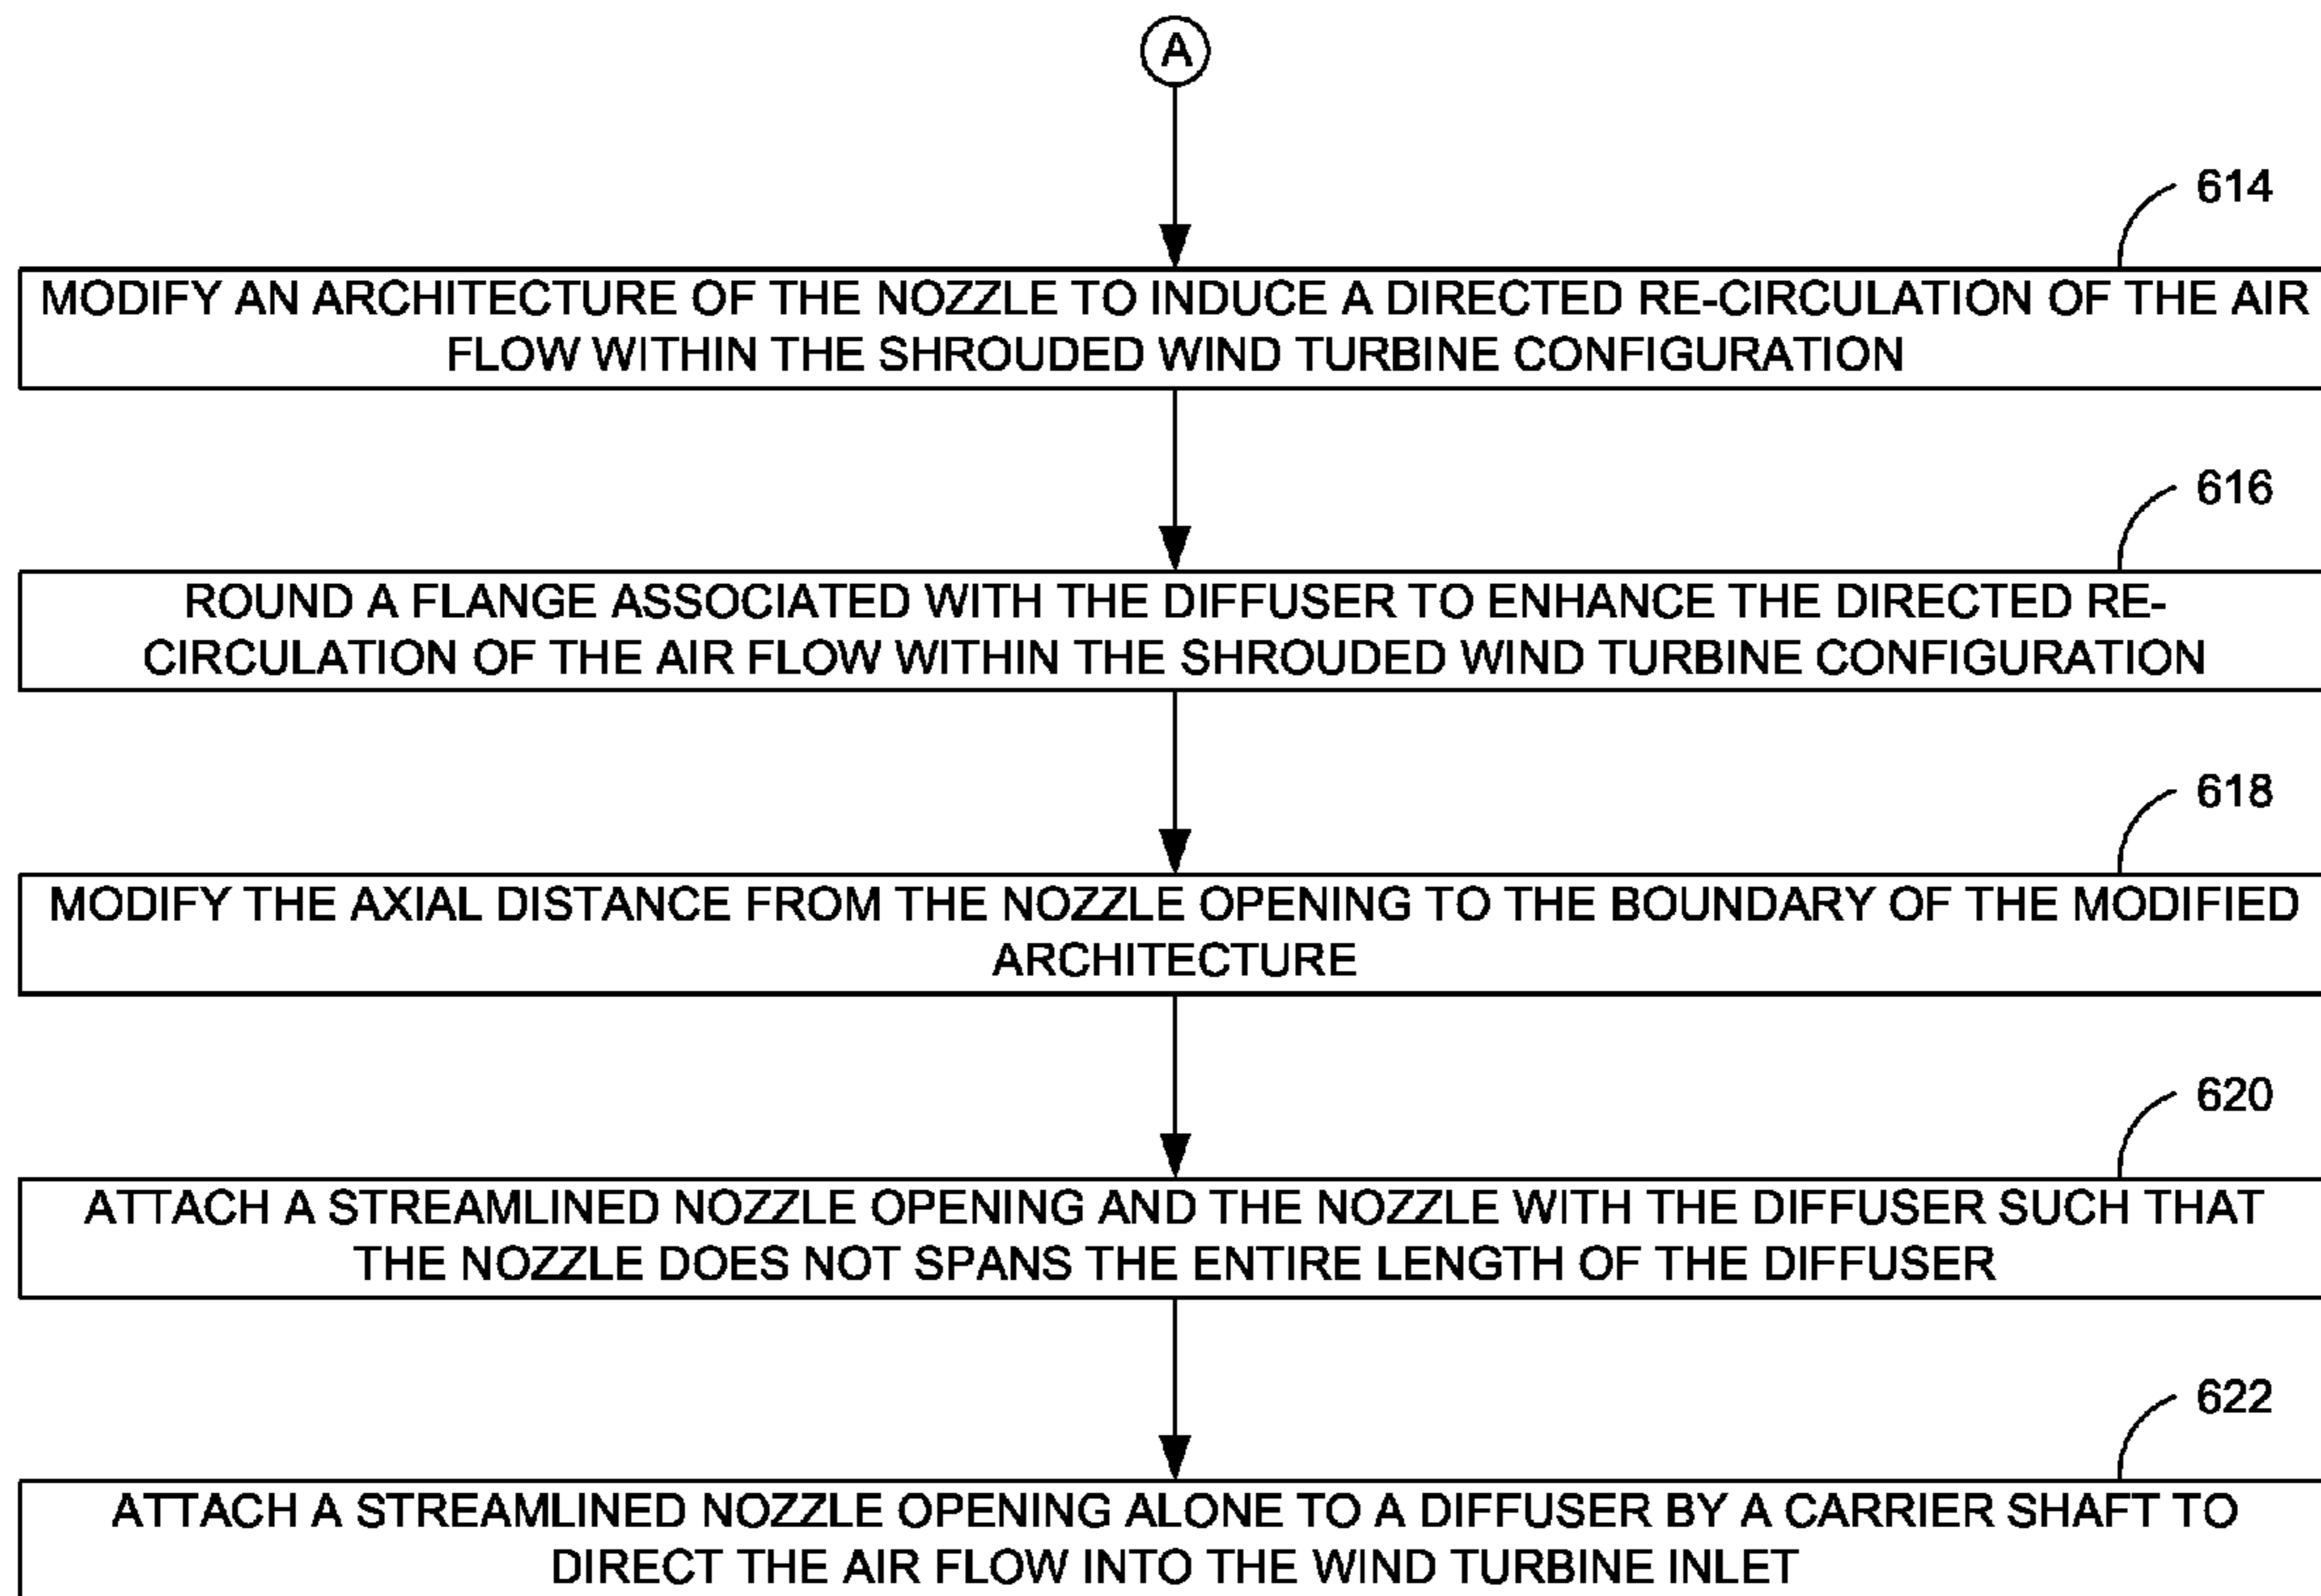 A
614
MODIFY AN ARCHITECTURE OF THE NOZZLE TO INDUCE A DIRECTED RE-CIRCULATION OF THE AIR
FLOW WITHIN THE SHROUDED WIND TURBINE CONFIGURATION
616
ROUND A FLANGE ASSOCIATED WITH THE DIFFUSER TO ENHANCE THE DIRECTED RE-
CIRCULATION OF THE AIR FLOW WITHIN THE SHROUDED WIND TURBINE CONFIGURATION
618
MODIFY THE AXIAL DISTANCE FROM THE NOZZLE OPENING TO THE BOUNDARY OF THE MODIFIED
ARCHITECTURE
620
ATTACH A STREAMLINED NOZZLE OPENING AND THE NOZZLE WITH THE DIFFUSER SUCH THAT
THE NOZZLE DOES NOT SPANS THE ENTIRE LENGTH OF THE DIFFUSER
622
ATTACH A STREAMLINED NOZZLE OPENING ALONE TO A DIFFUSER BY A CARRIER SHAFT TO
DIRECT THE AIR FLOW INTO THE WIND TURBINE INLET